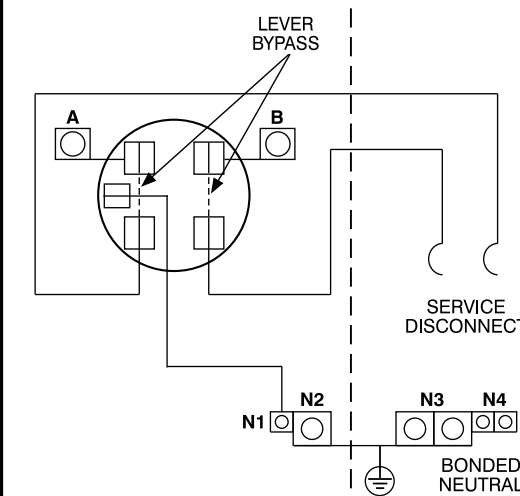 LEVER
BYPASS
A
B
SERVICE
DISCONNECT
N1
N2
N3
N4
BONDED
NEUTRAL